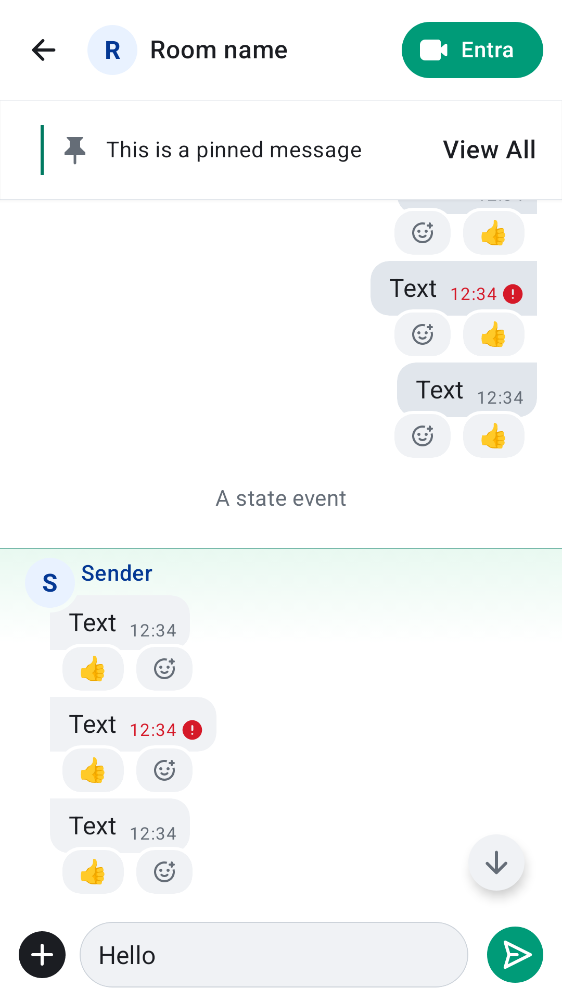 R Room name Entra
This is a pinned message View All
Text 12:34
Text 12:34
A state event
S Sender
Text 12:34
Text 12:34
Text 12:34
Hello